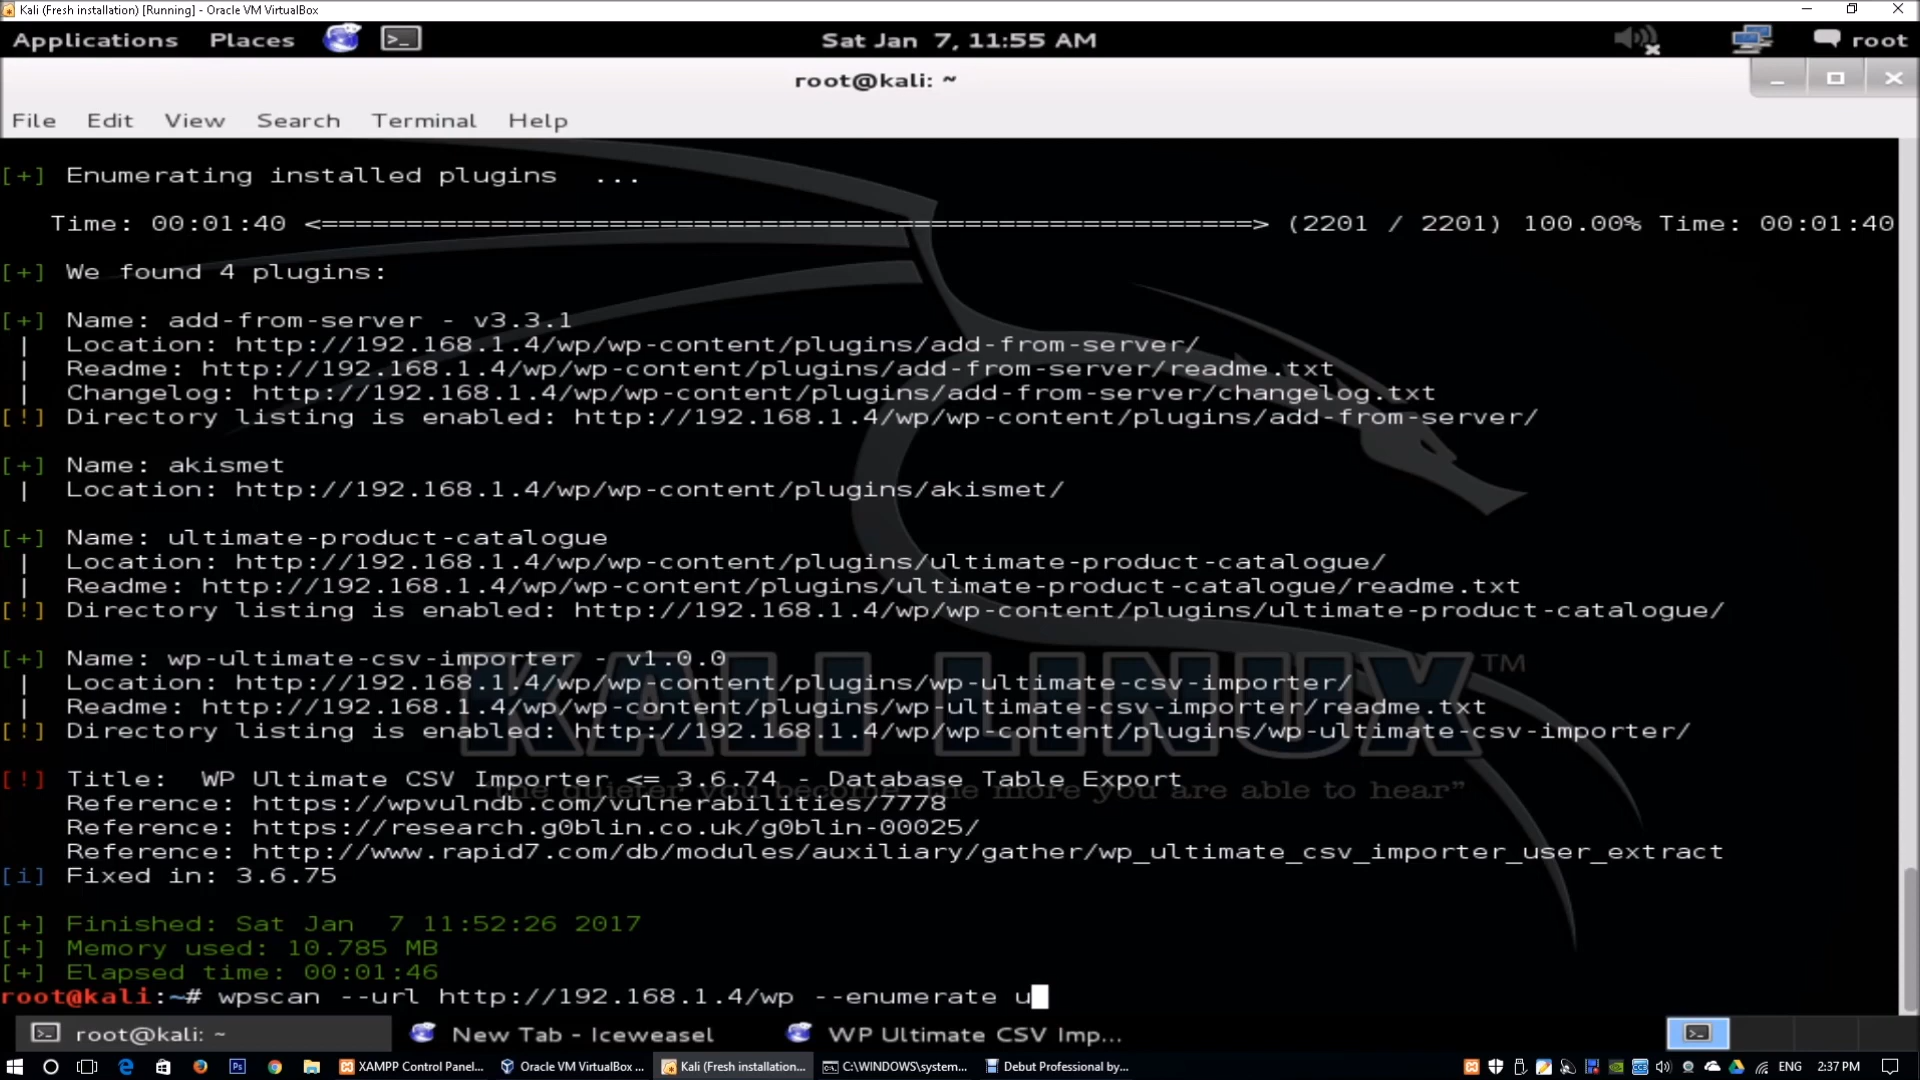 Kali (Fresh installation) [Running] - Oracle VM VirtualBox
Applications Places Sat Jan 7, 11:55 AM root
root@kali: ~
File Edit View Search Terminal Help
[+] Enumerating installed plugins ...
Time: 00:01:40 <=======================================================> (2201 / 2201) 100.00% Time: 00:01:40
[+] We found 4 plugins:
[+] Name: add-from-server - v3.3.1
| Location: http://192.168.1.4/wp/wp-content/plugins/add-from-server/
| Readme: http://192.168.1.4/wp/wp-content/plugins/add-from-server/readme.txt
| Changelog: http://192.168.1.4/wp/wp-content/plugins/add-from-server/changelog.txt
[!] Directory listing is enabled: http://192.168.1.4/wp/wp-content/plugins/add-from-server/
[+] Name: akismet
| Location: http://192.168.1.4/wp/wp-content/plugins/akismet/
[+] Name: ultimate-product-catalogue
| Location: http://192.168.1.4/wp/wp-content/plugins/ultimate-product-catalogue/
| Readme: http://192.168.1.4/wp/wp-content/plugins/ultimate-product-catalogue/readme.txt
[!] Directory listing is enabled: http://192.168.1.4/wp/wp-content/plugins/ultimate-product-catalogue/
[+] Name: wp-ultimate-csv-importer - v1.0.0
| Location: http://192.168.1.4/wp/wp-content/plugins/wp-ultimate-csv-importer/
| Readme: http://192.168.1.4/wp/wp-content/plugins/wp-ultimate-csv-importer/readme.txt
[!] Directory listing is enabled: http://192.168.1.4/wp/wp-content/plugins/wp-ultimate-csv-importer/
KALI LINUX™
[!] Title: WP Ultimate CSV Importer <= 3.6.74 - Database Table Export
"the quieter you become, the more you are able to hear”
Reference: https://wpvulndb.com/vulnerabilities/7778
Reference: https://research.g0blin.co.uk/g0blin-00025/
Reference: http://www.rapid7.com/db/modules/auxiliary/gather/wp_ultimate_csv_importer_user_extract
[i] Fixed in: 3.6.75
[+] Finished: Sat Jan 7 11:52:26 2017
[+] Memory used: 10.785 MB
[+] Elapsed time: 00:01:46
root@kali:~# wpscan --url http://192.168.1.4/wp --enumerate u
root@kali: ~ New Tab - Iceweasel WP Ultimate CSV Imp...
XAMPP Control Panel... Oracle VM VirtualBox ... Kali (Fresh installation... C:\WINDOWS\system... Debut Professional by... ENG 2:37 PM